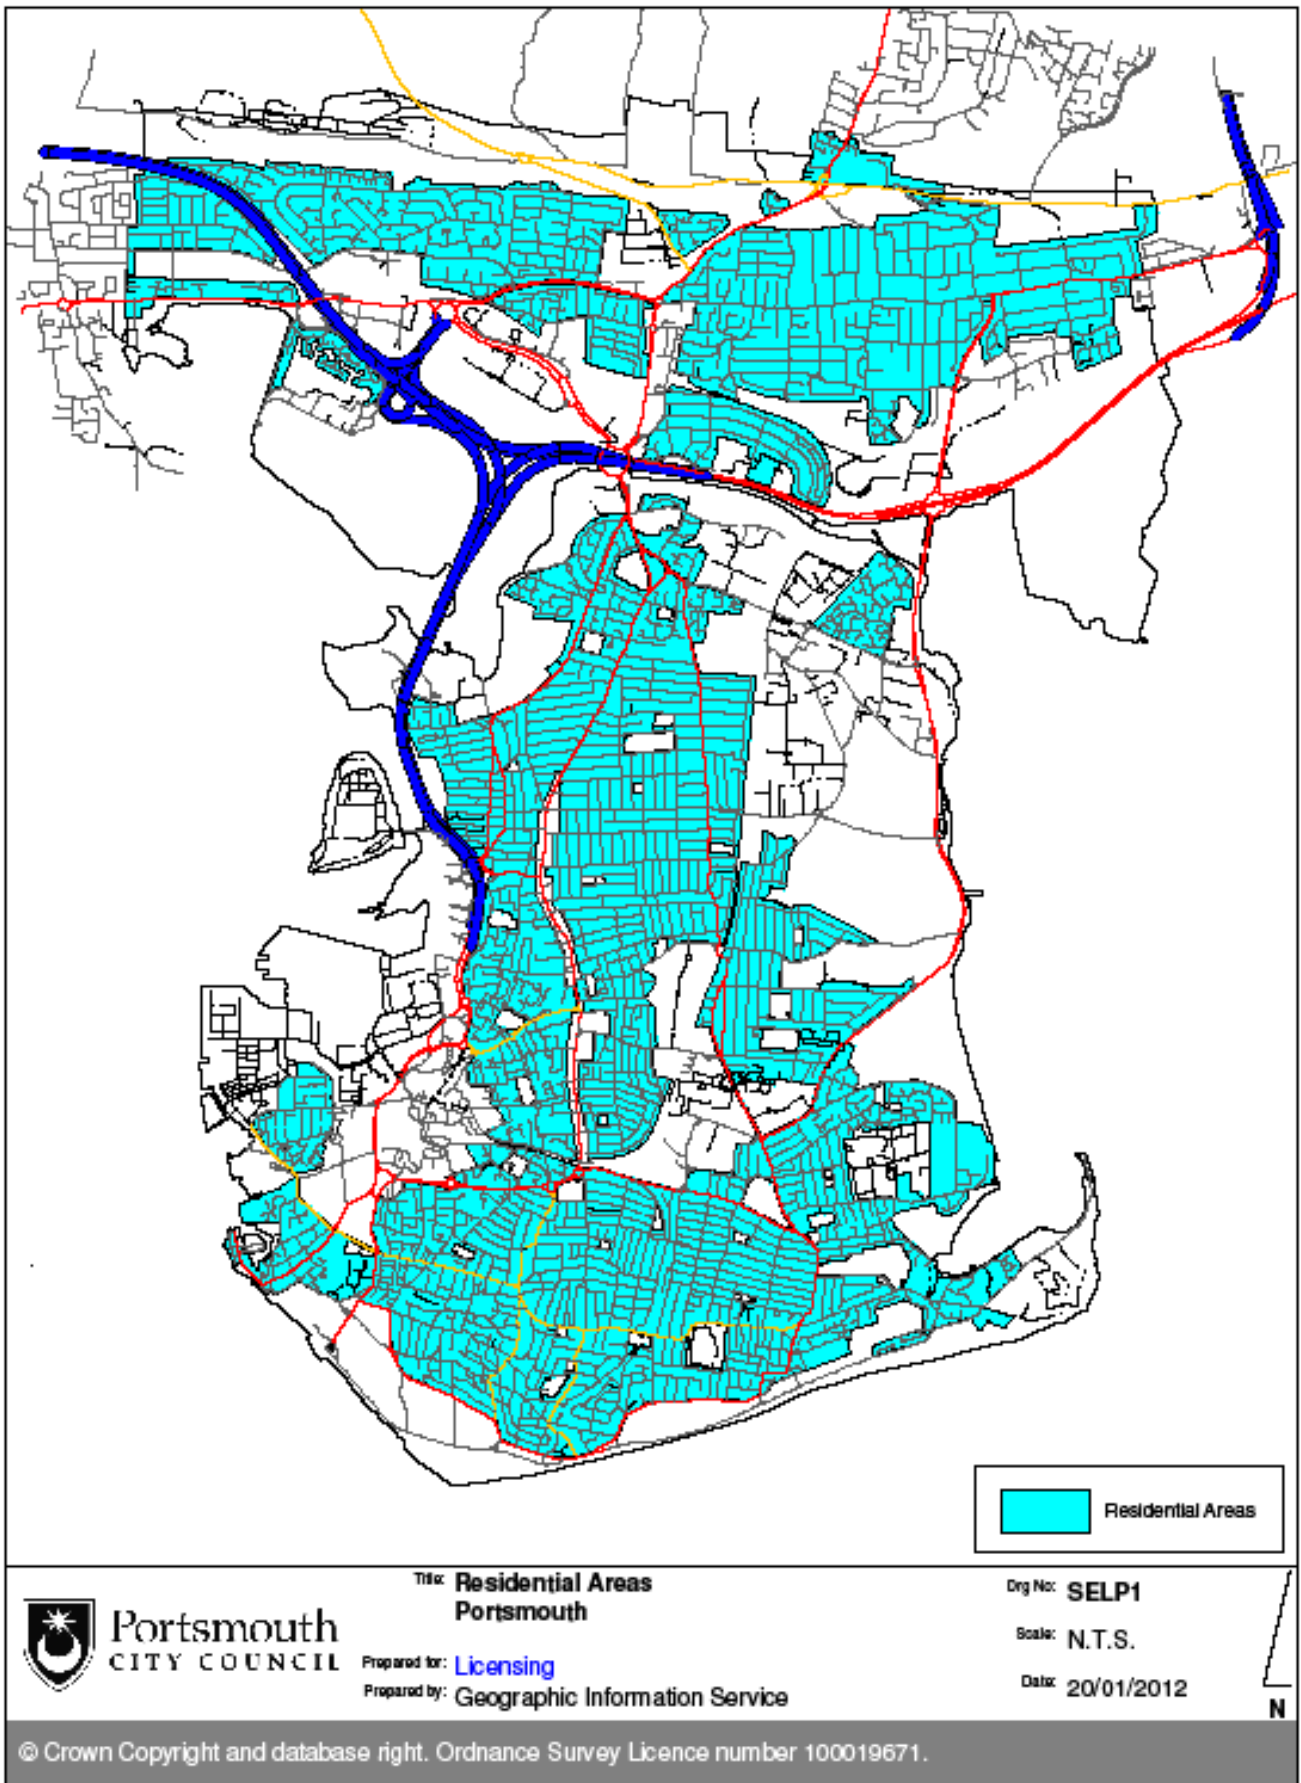 Residential Areas
Title: Residential Areas
Portsmouth
Portsmouth
CITY COUNCIL
Prepared for: Licensing
Prepared by: Geographic Information Service
Drg No: SELP1
Scale: N.T.S.
Date: 20/01/2012
N
© Crown Copyright and database right. Ordnance Survey Licence number 100019671.